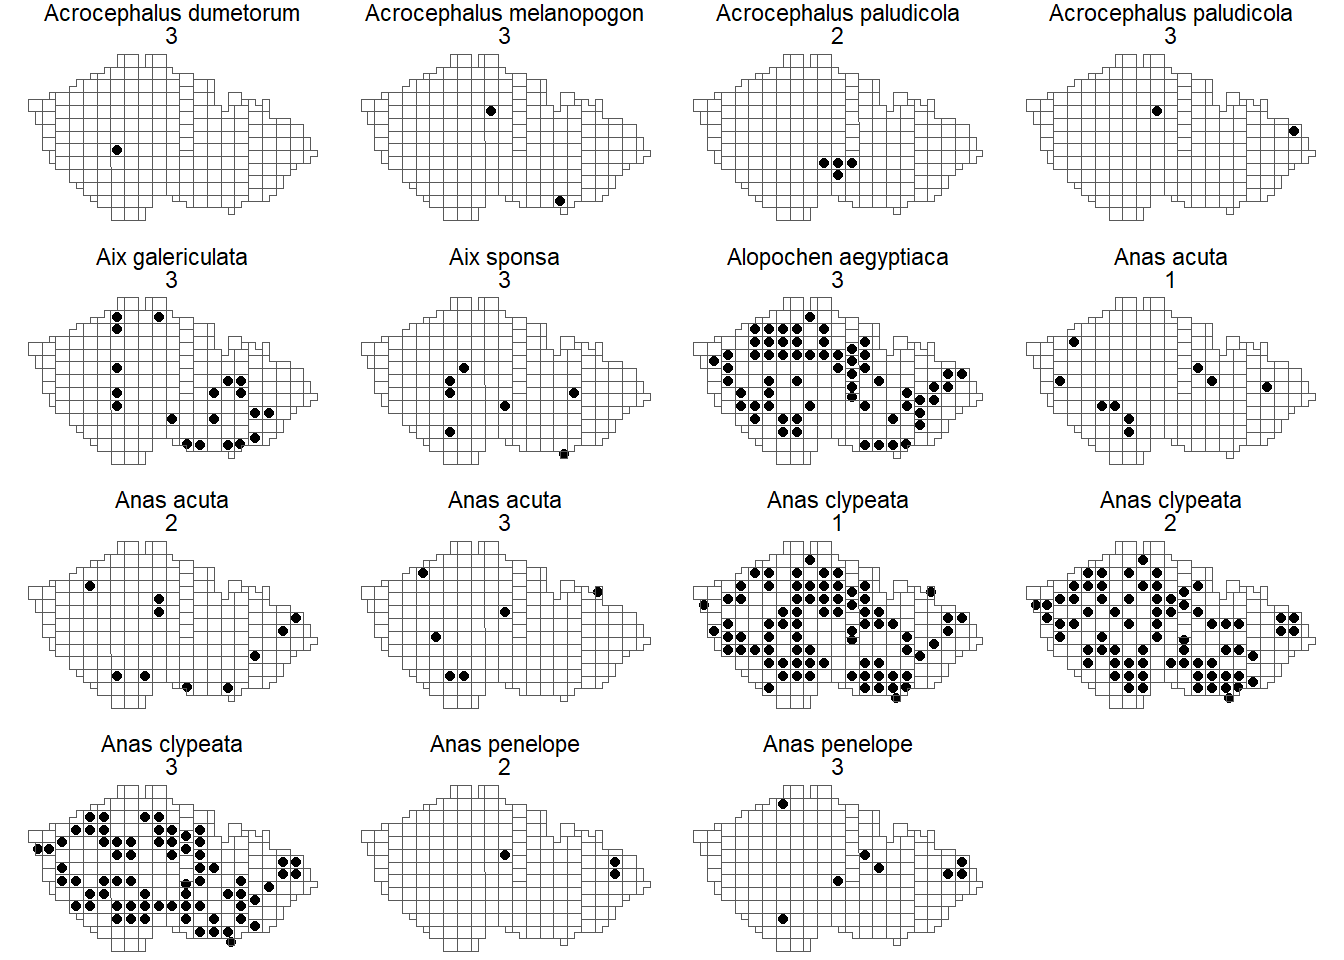 Acrocephalus dumetorum
3
Acrocephalus melanopogon
3
Acrocephalus paludicola
2
Acrocephalus paludicola
3
Aix galericulata
3
Aix sponsa
3
Alopochen aegyptiaca
3
Anas acuta
1
Anas acuta
2
Anas acuta
3
Anas clypeata
1
Anas clypeata
2
Anas clypeata
3
Anas penelope
2
Anas penelope
3